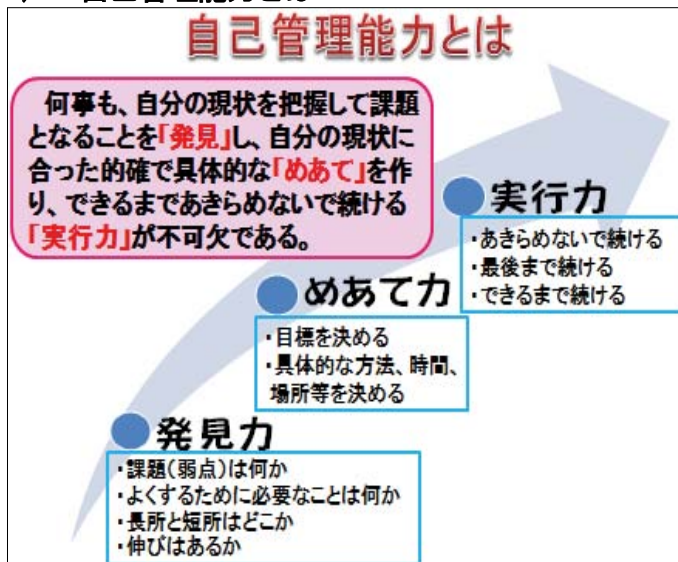 自己管理能力とは
何事も、自分の現状を把握して課題
となることを「発見」し、自分の現状に
合った的確で具体的な「めあて」を作
り、できるまであきらめないで続ける
「実行力」が不可欠である。
実行力
・あきらめないで続ける
・最後まで続ける
・できるまで続ける
めあて力
・目標を決める
・具体的な方法、時間、
場所等を決める
発見力
・課題(弱点)は何か
・よくするために必要なことは何か
・長所と短所はどこか
・伸びはあるか